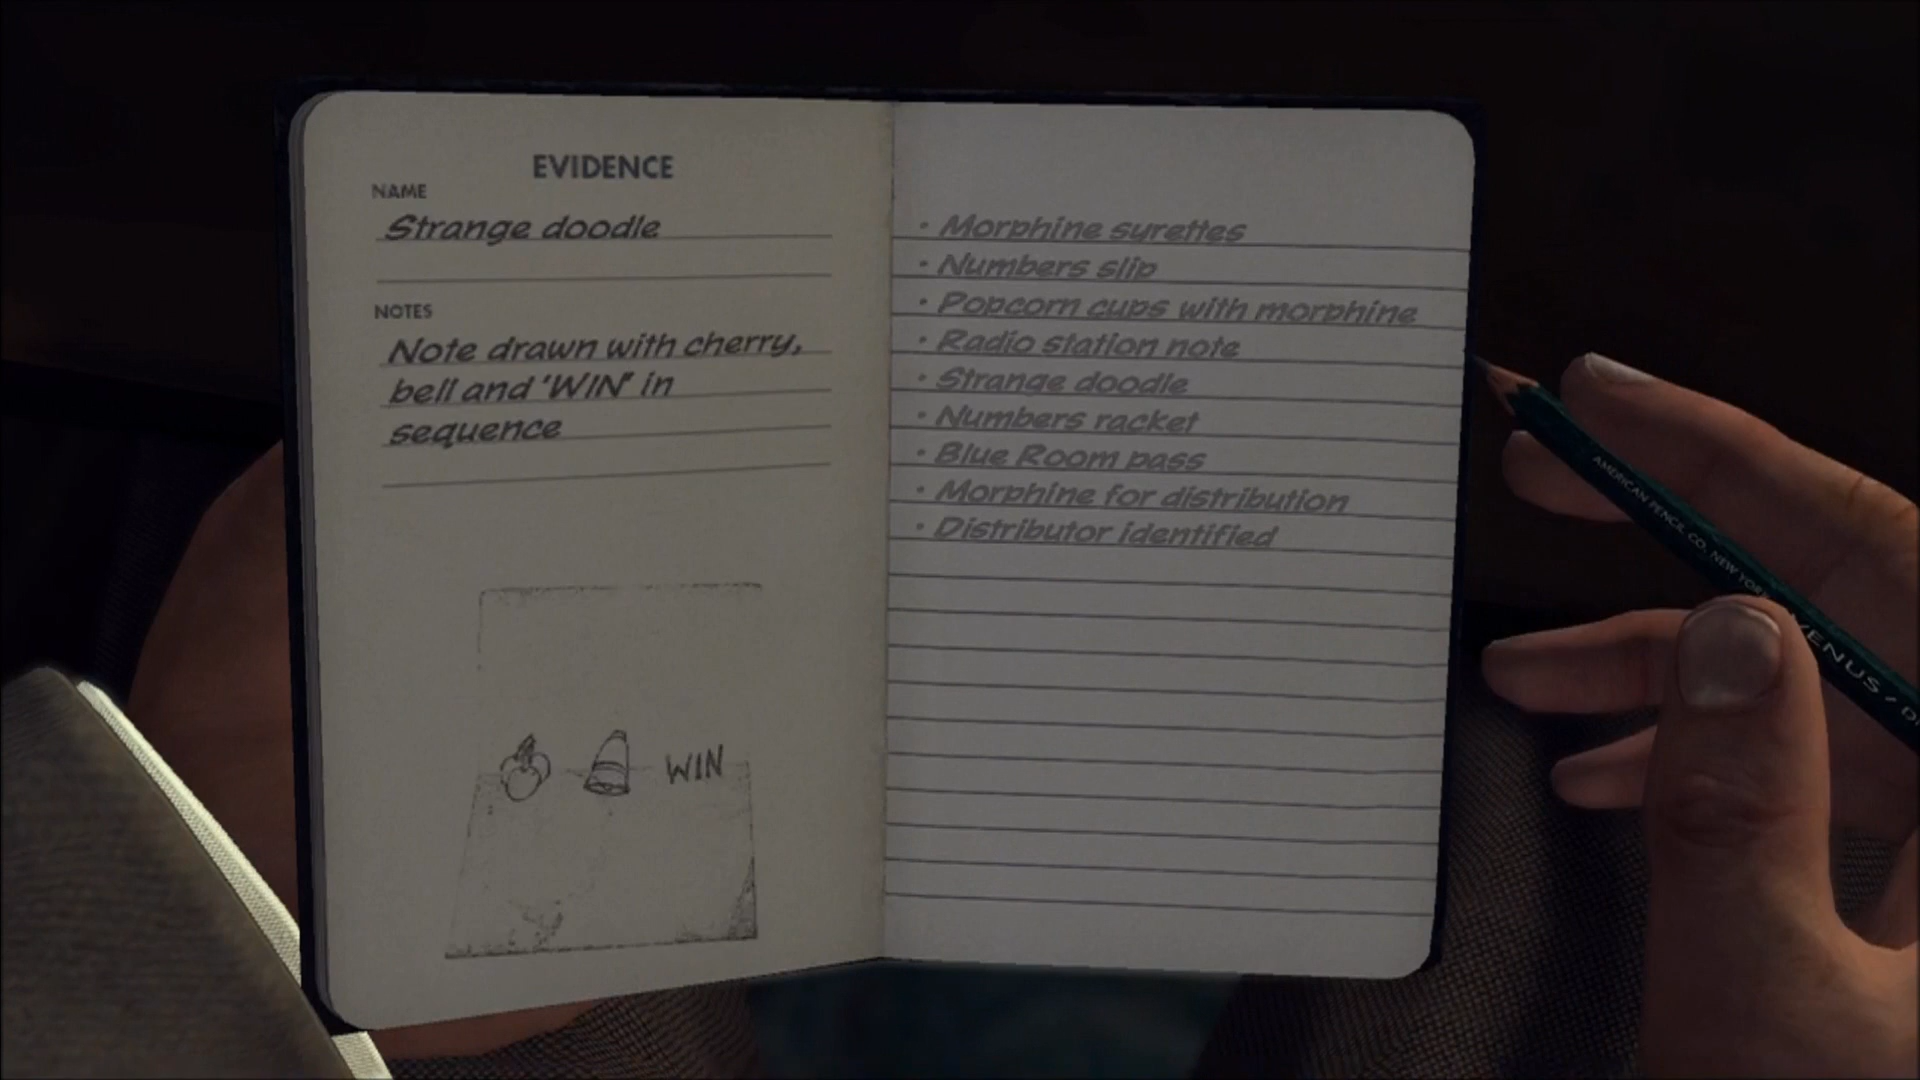 EVIDENCE
NAME
Strange doodle
NOTES
Note drawn with cherry,
bell and 'WIN' in
sequence
WIN
• Morphine syrettes
• Numbers slip
• Popcorn cups with morphine
• Radio station note
• Strange doodle
• Numbers racket
• Blue Room pass
• Morphine for distribution
• Distributor identified
AMERICAN PENCIL CO. NEW YORK
VENUS